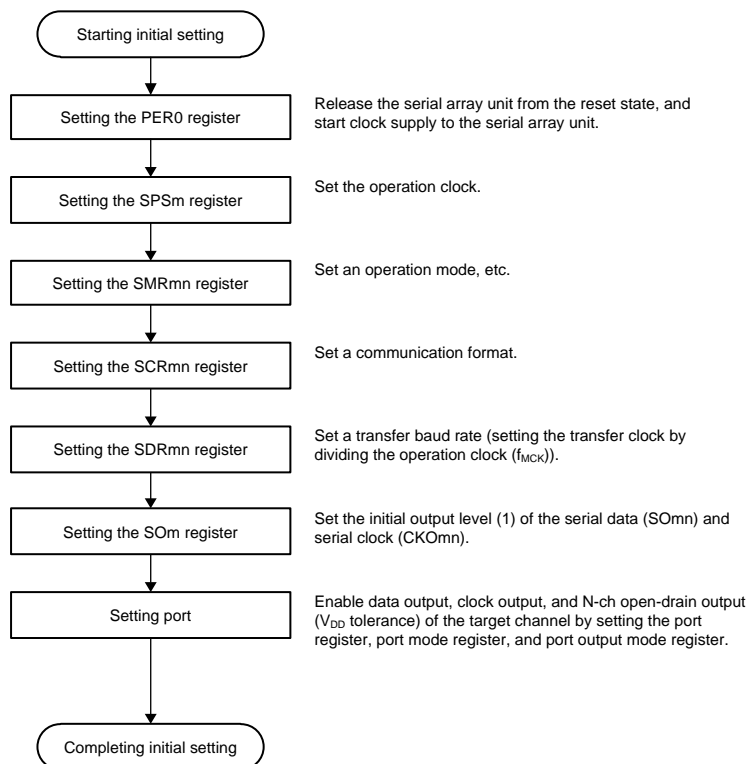 Starting initial setting
Setting the PER0 register
Release the serial array unit from the reset state, and
start clock supply to the serial array unit.
Setting the SPSm register
Set the operation clock.
Setting the SMRmn register
Set an operation mode, etc.
Setting the SCRmn register
Set a communication format.
Setting the SDRmn register
Set a transfer baud rate (setting the transfer clock by
dividing the operation clock (fMCK)).
Setting the SOm register
Set the initial output level (1) of the serial data (SOmn) and
serial clock (CKOmn).
Setting port
Enable data output, clock output, and N-ch open-drain output
(VDD tolerance) of the target channel by setting the port
register, port mode register, and port output mode register.
Completing initial setting